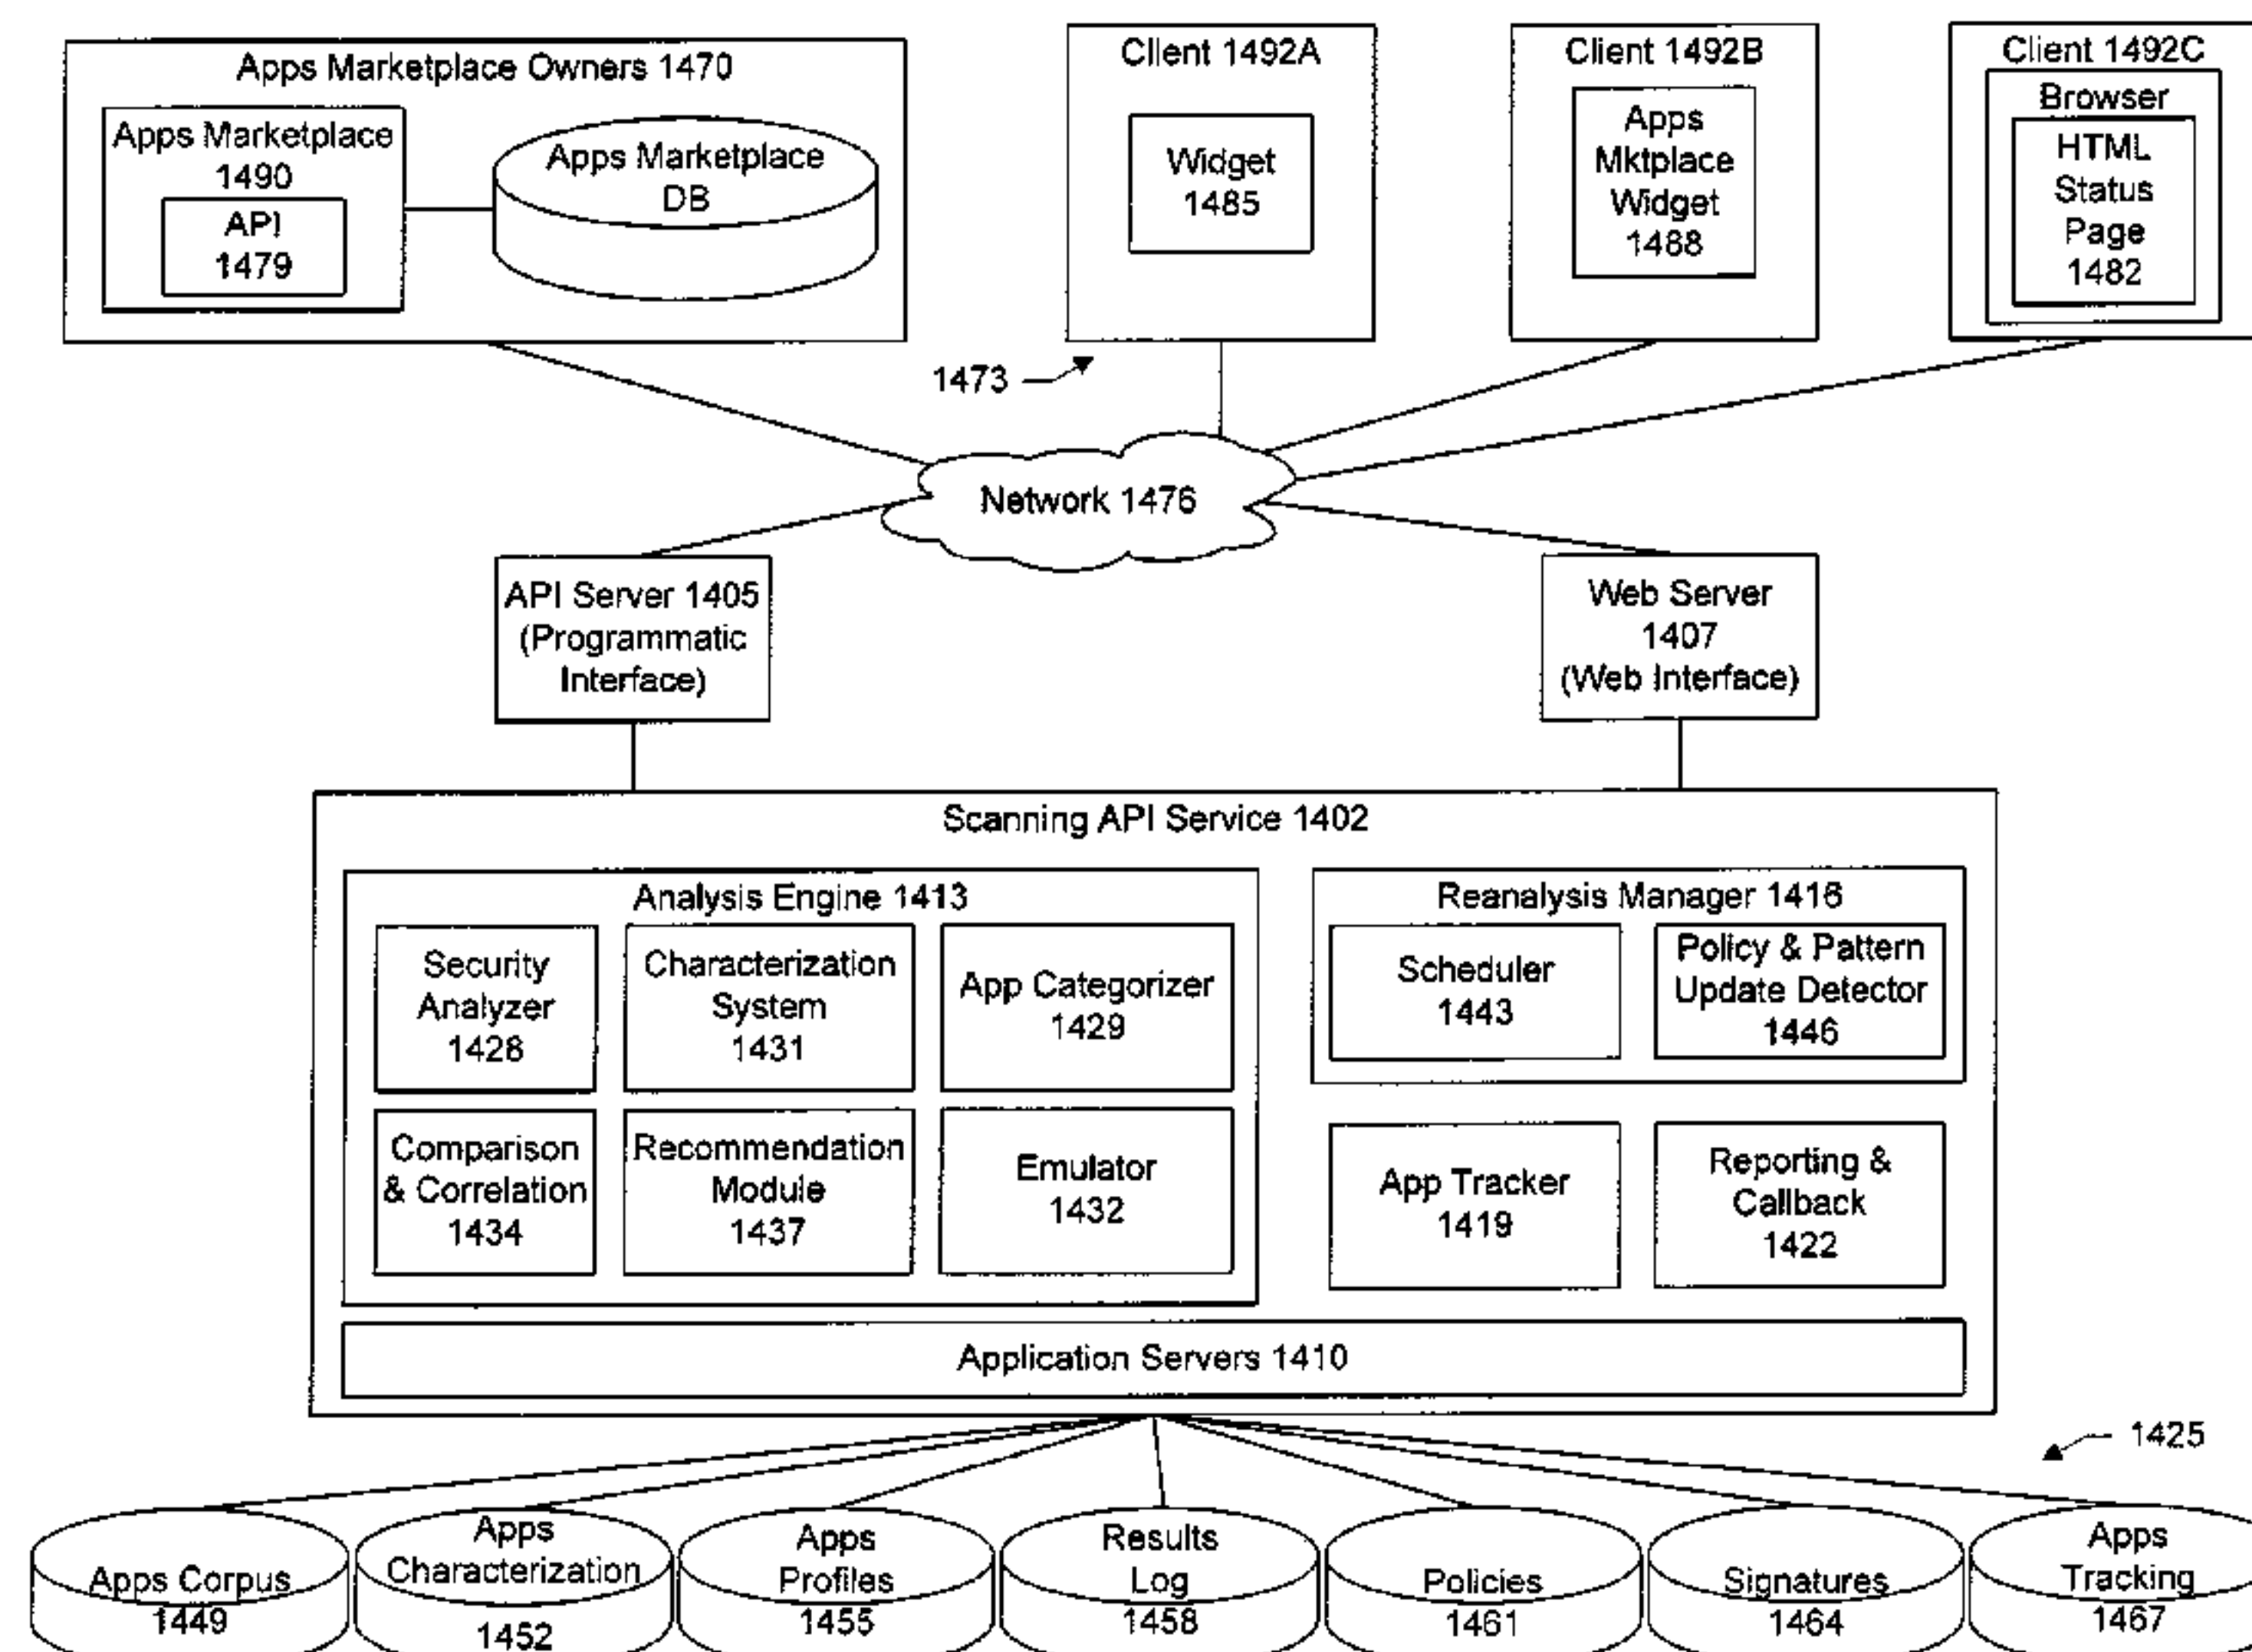 Apps Marketplace Owners 1470
Apps Marketplace
1490
API
1479
Apps Marketplace
DB
Client 1492A
Widget
1485
Client 1492B
Apps
Mktplace
Widget
1488
Client 1492C
Browser
HTML
Status
Page
1482
1473
Network 1476
API Server 1405
(Programmatic
Interface)
Web Server
1407
(Web Interface)
Scanning API Service 1402
Analysis Engine 1413
Security
Analyzer
1428
Characterization
System
1431
App Categorizer
1429
Comparison
& Correlation
1434
Recommendation
Module
1437
Emulator
1432
Reanalysis Manager 1416
Scheduler
1443
Policy & Pattern
Update Detector
1446
App Tracker
1419
Reporting &
Callback
1422
Application Servers 1410
1425
Apps Corpus
1449
Apps
Characterization
1452
Apps
Profiles
1455
Results
Log
1458
Policies
1461
Signatures
1464
Apps
Tracking
1467